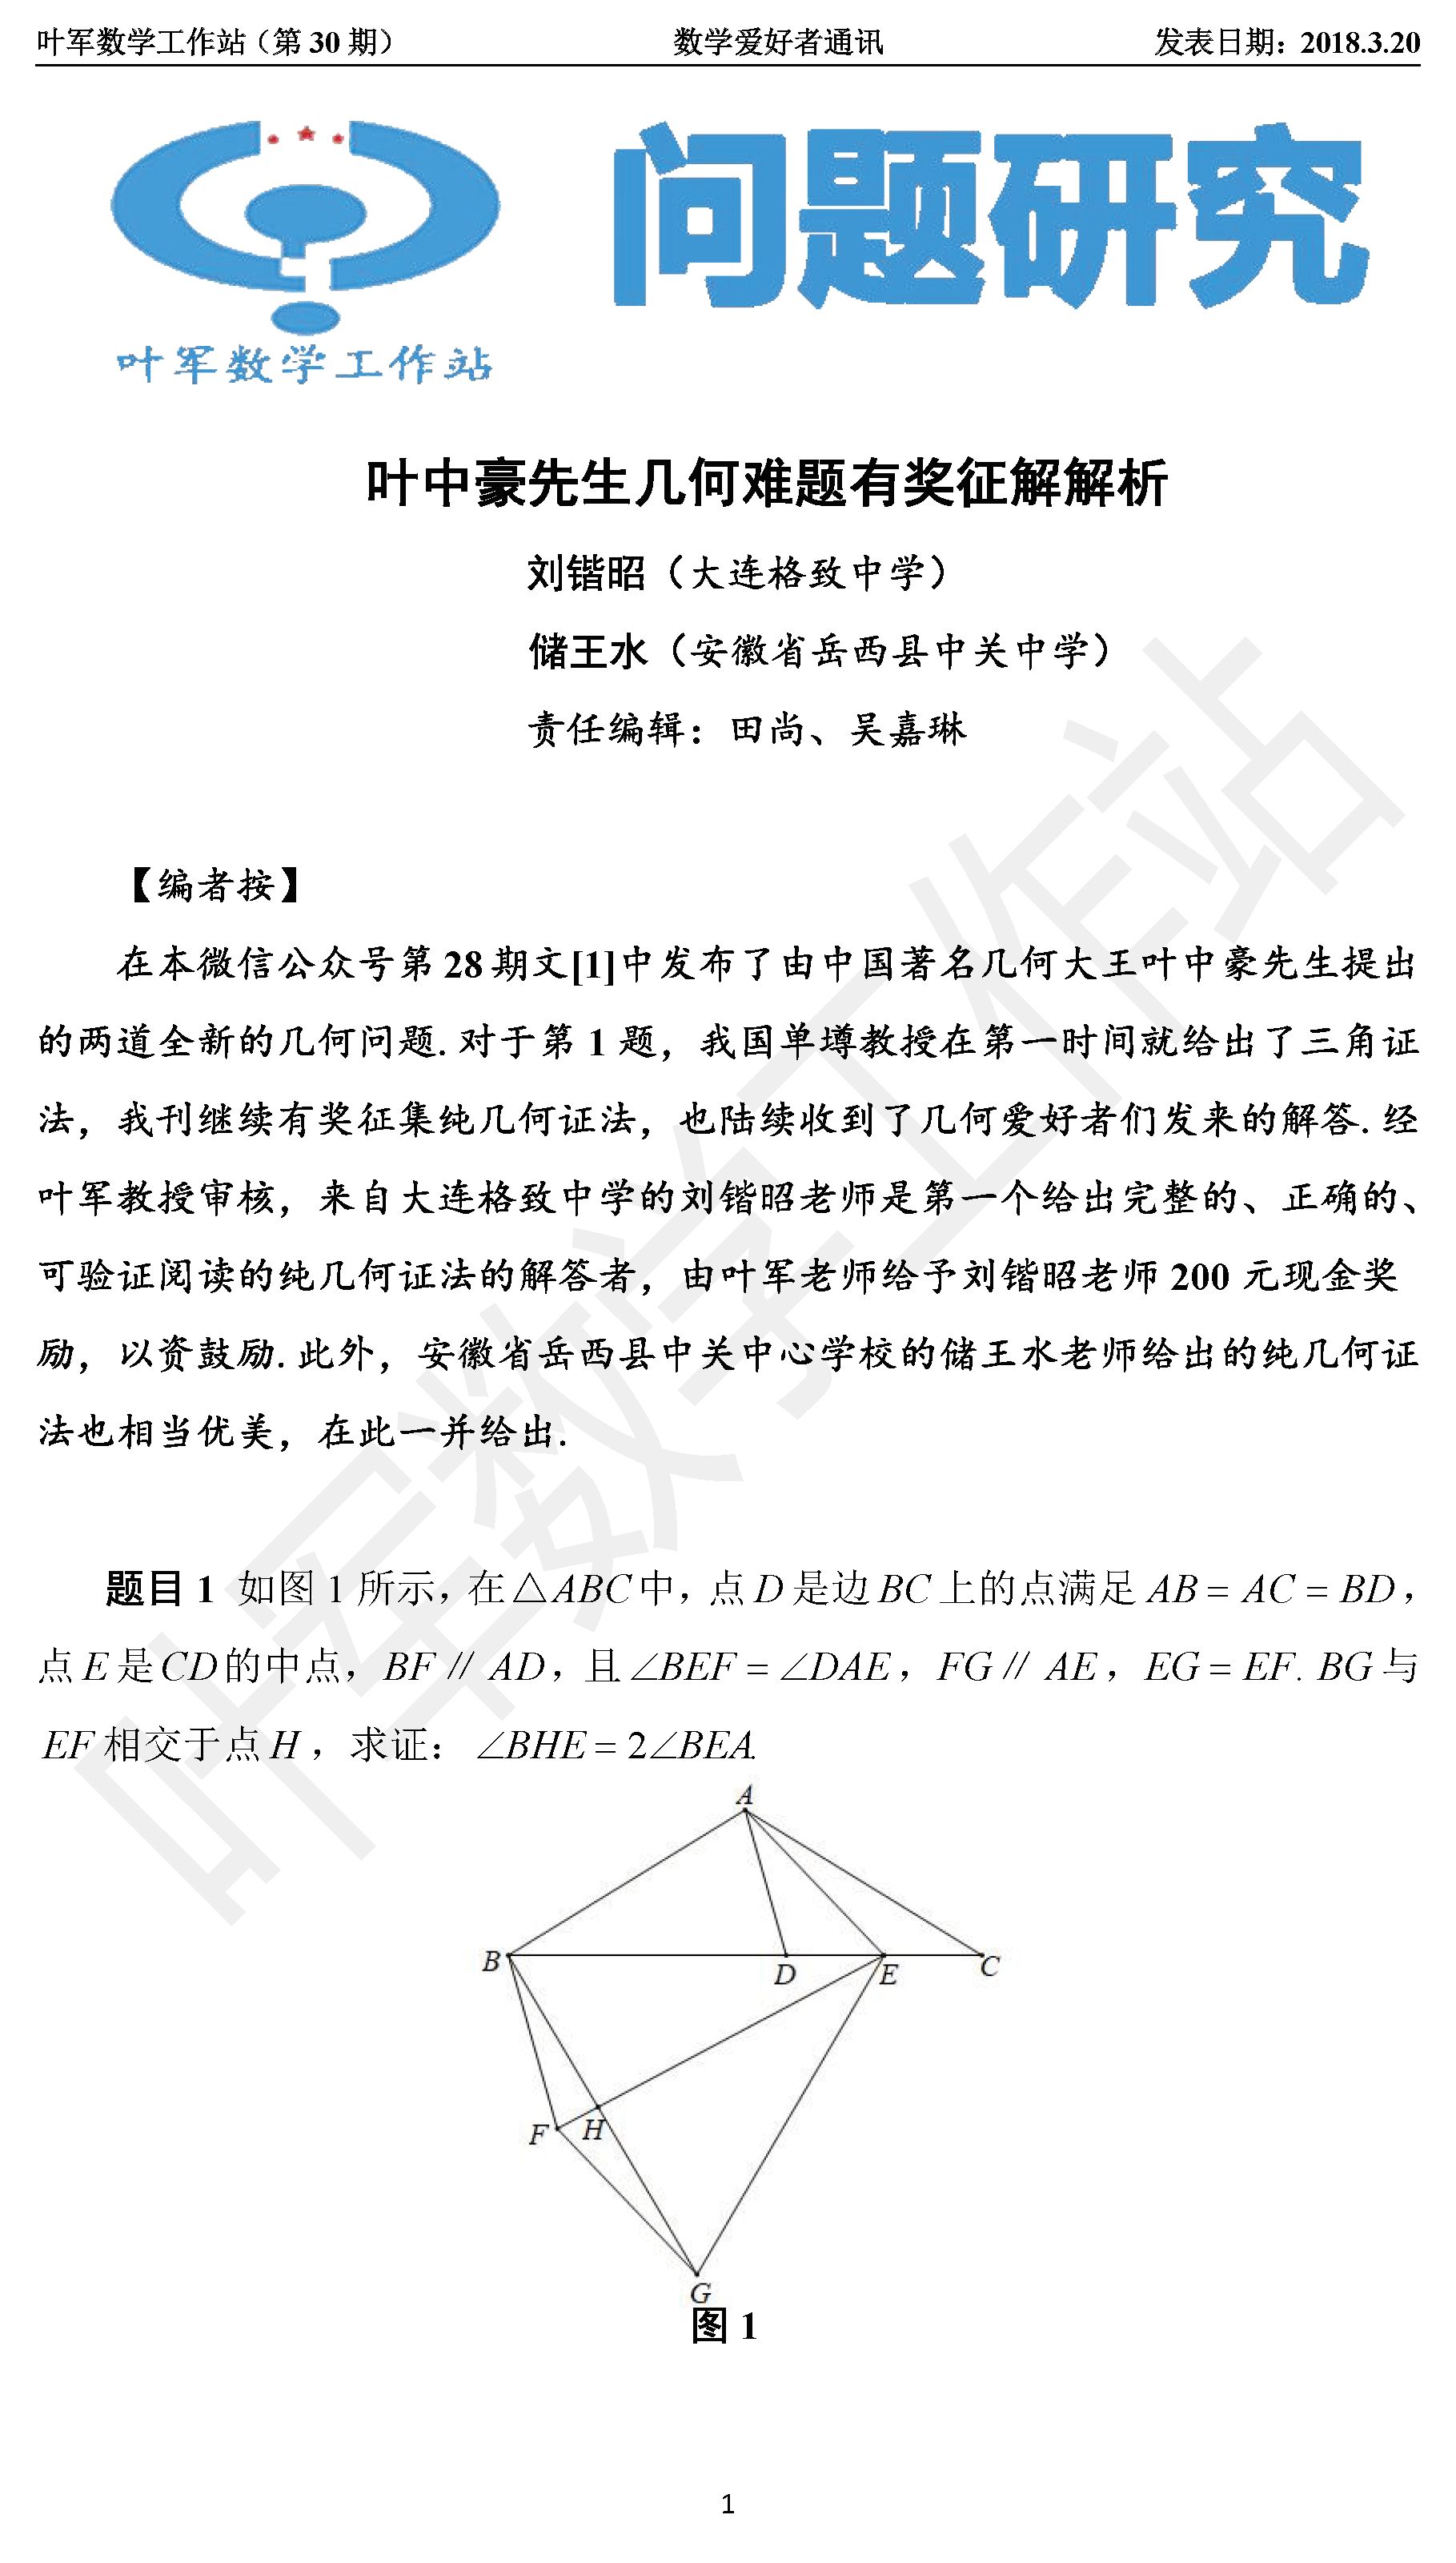 叶军数学工作站（第 30 期） 数学爱好者通讯 发表日期：2018.3.20
问题研究
叶军数学工作站
叶中豪先生几何难题有奖征解解析
刘锴昭（大连格致中学）
储王水（安徽省岳西县中关中学）
责任编辑：田尚、吴嘉琳
【编者按】
在本微信公众号第 28 期文[1]中发布了由中国著名几何大王叶中豪先生提出
的两道全新的几何问题. 对于第 1 题，我国单墫教授在第一时间就给出了三角证
法，我刊继续有奖征集纯几何证法，也陆续收到了几何爱好者们发来的解答. 经
叶军教授审核，来自大连格致中学的刘锴昭老师是第一个给出完整的、正确的、
可验证阅读的纯几何证法的解答者，由叶军老师给予刘锴昭老师 200 元现金奖
励，以资鼓励. 此外，安徽省岳西县中关中心学校的储王水老师给出的纯几何证
法也相当优美，在此一并给出.
题目 1 如图 1 所示，在△ABC中，点D是边BC上的点满足AB = AC = BD，
点E是CD的中点，BF∥AD，且∠BEF = ∠DAE，FG∥AE，EG = EF. BG与
EF相交于点H，求证：∠BHE = 2∠BEA.
A
B
D
E
C
F
H
G
图 1
1
叶军数学工作站